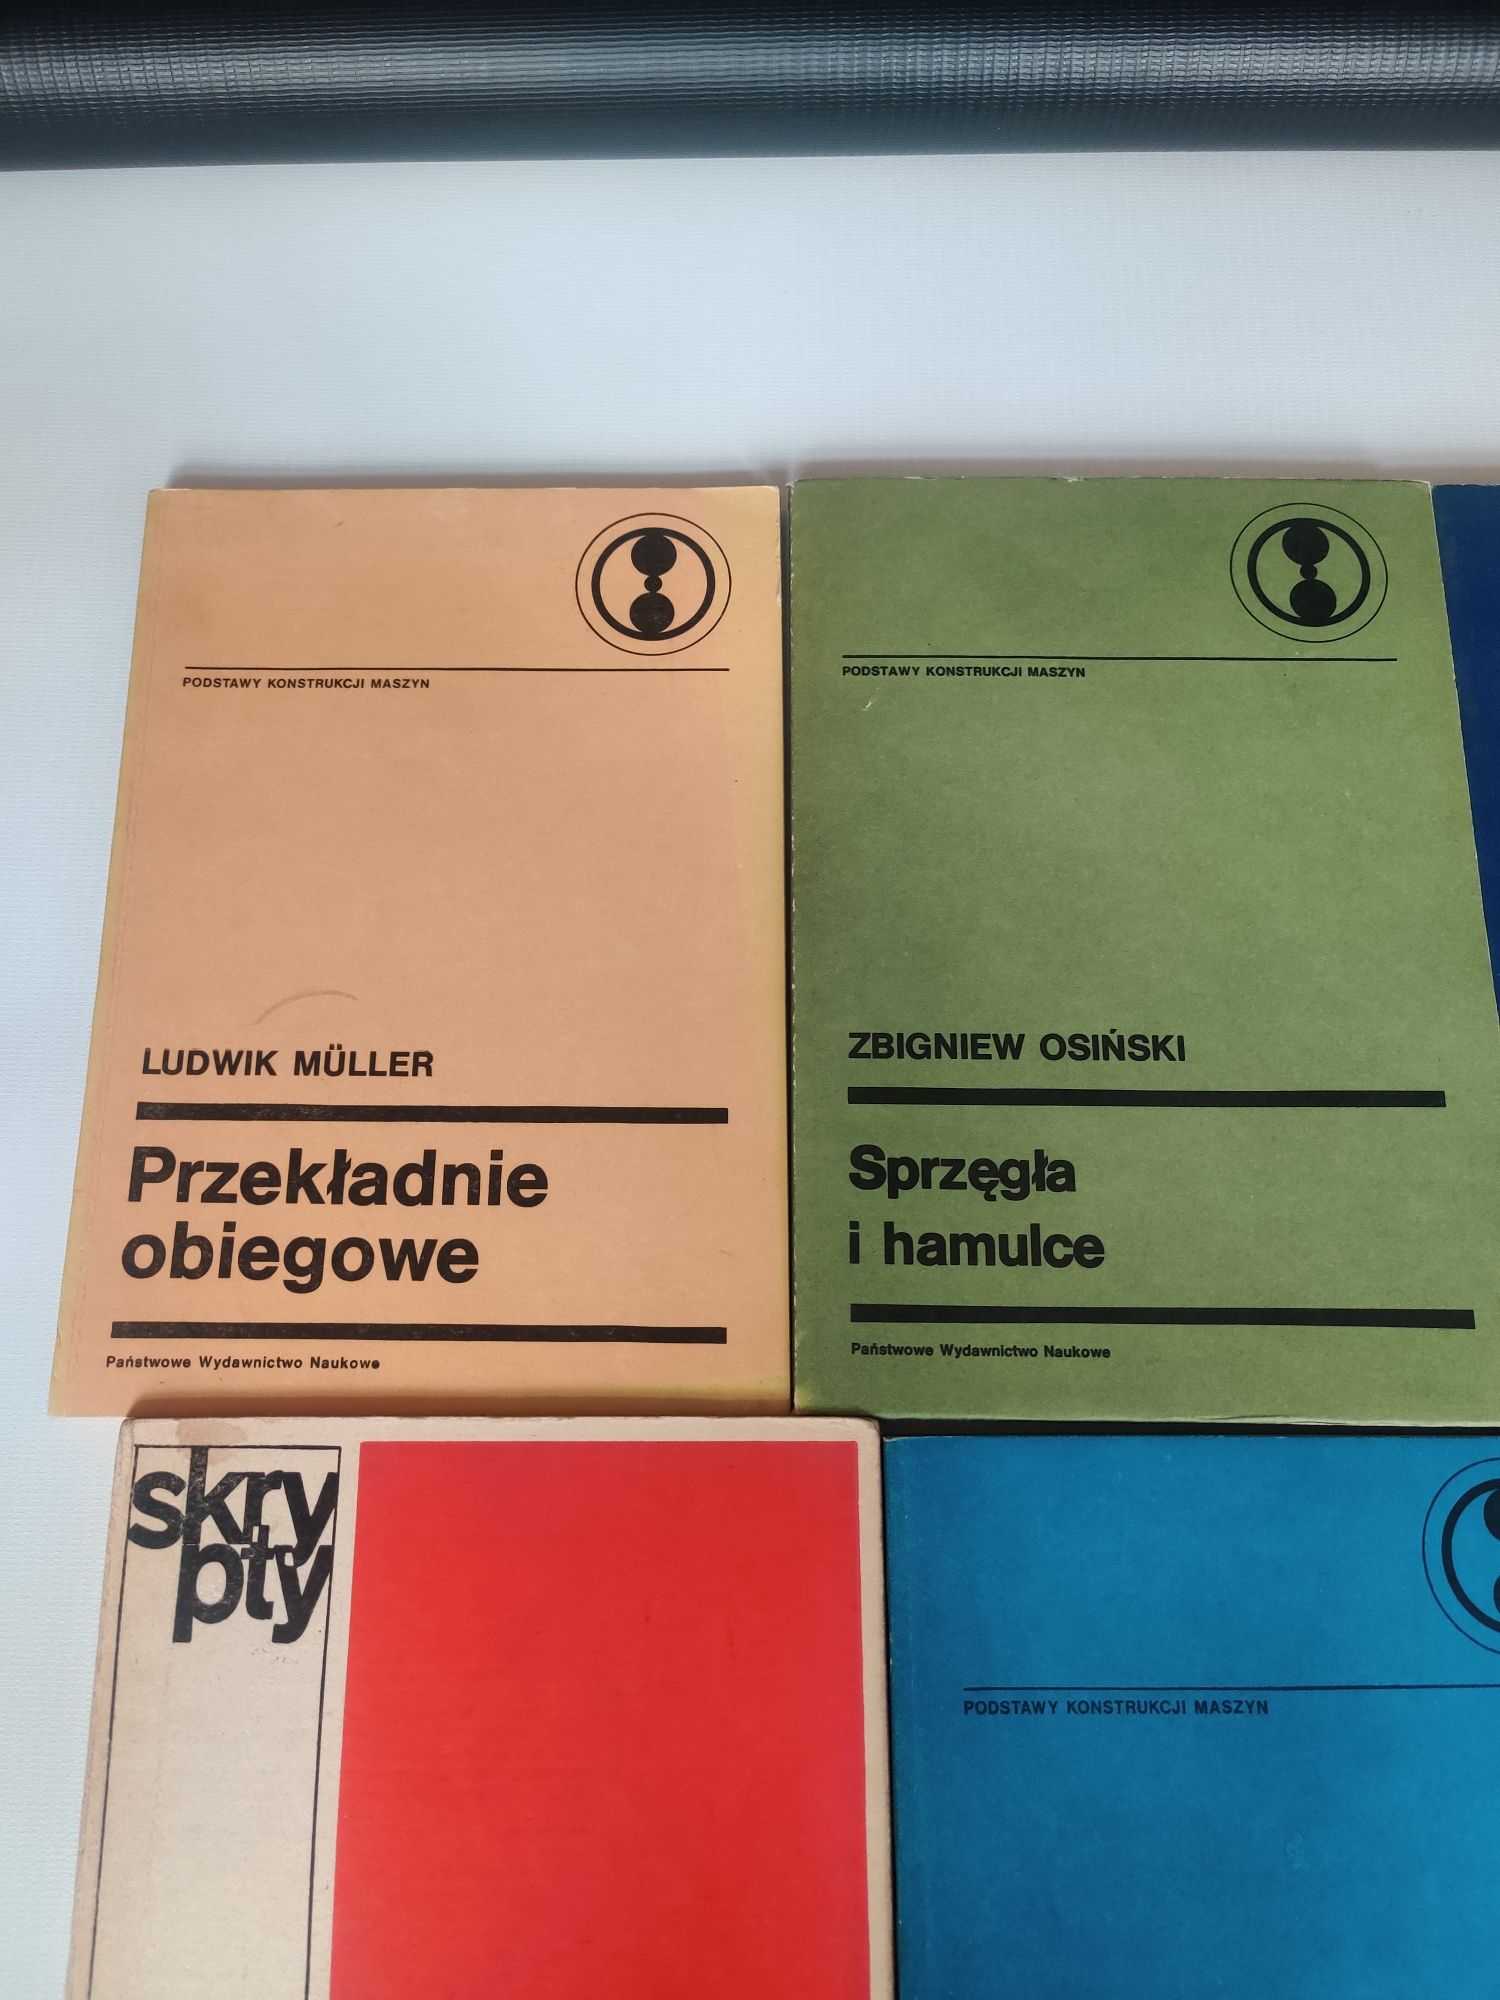 PODSTAWY KONSTRUKCJI MASZYN
LUDWIK MÜLLER
Przekładnie
obiegowe
Państwowe Wydawnictwo Naukowe
PODSTAWY KONSTRUKCJI MASZYN
ZBIGNIEW OSIŃSKI
Sprzęgła
i hamulce
Państwowe Wydawnictwo Naukowe
skry
pty
PODSTAWY KONSTRUKCJI MASZYN